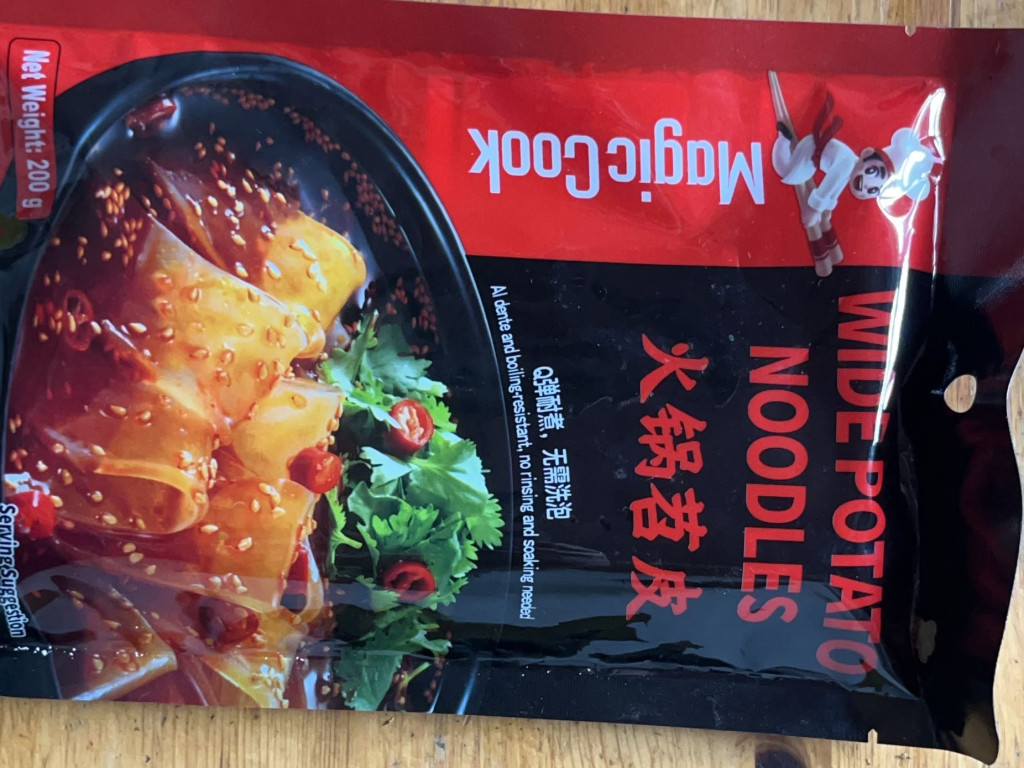 Magic Cook
WIDE POTATO
NOODLES
火锅苕皮
Q弹耐煮，无需洗泡
Al dente and boiling-resistant, no rinsing and soaking needed
Net Weight: 200 g
Serving Suggestion